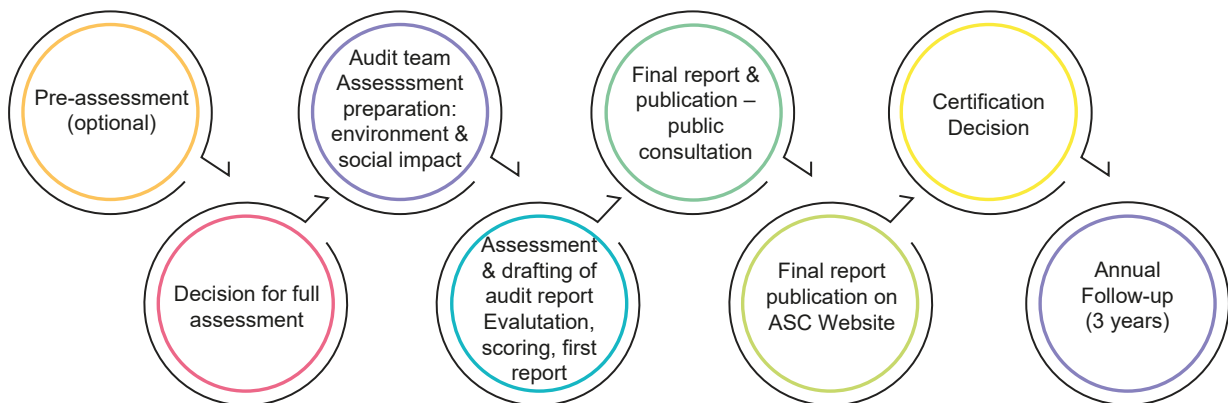 Pre-assessment
(optional)
Decision for full
assessment
Audit team
Assesssment
preparation:
environment &
social impact
Assessment
& drafting of
audit report
Evalutation,
scoring, first
report
Final report &
publication –
public
consultation
Final report
publication on
ASC Website
Certification
Decision
Annual
Follow-up
(3 years)